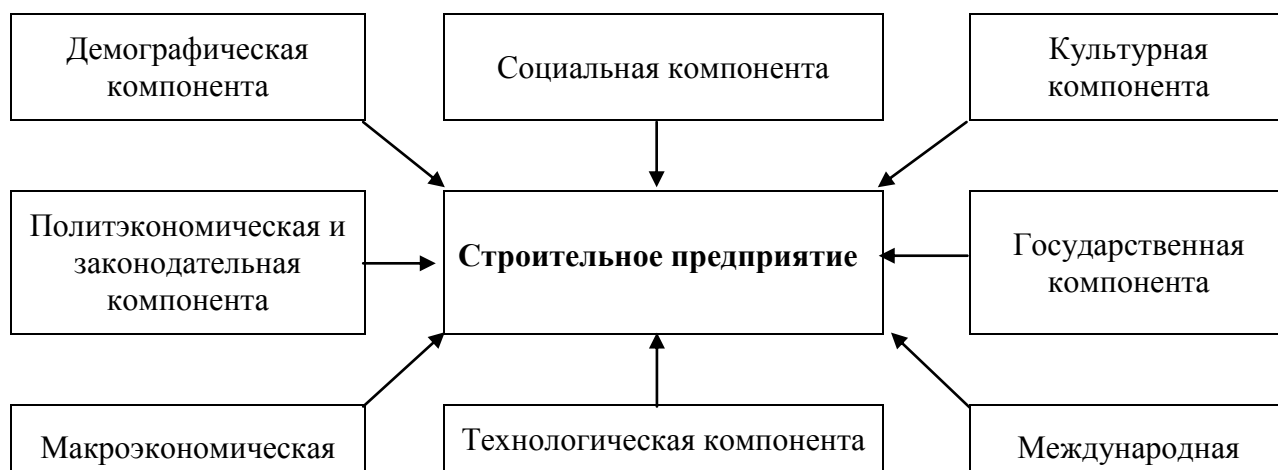 Демографическая
компонента
Социальная компонента
Культурная
компонента
Политэкономическая и
законодательная
компонента
Строительное предприятие
Государственная
компонента
Макроэкономическая
Технологическая компонента
Международная